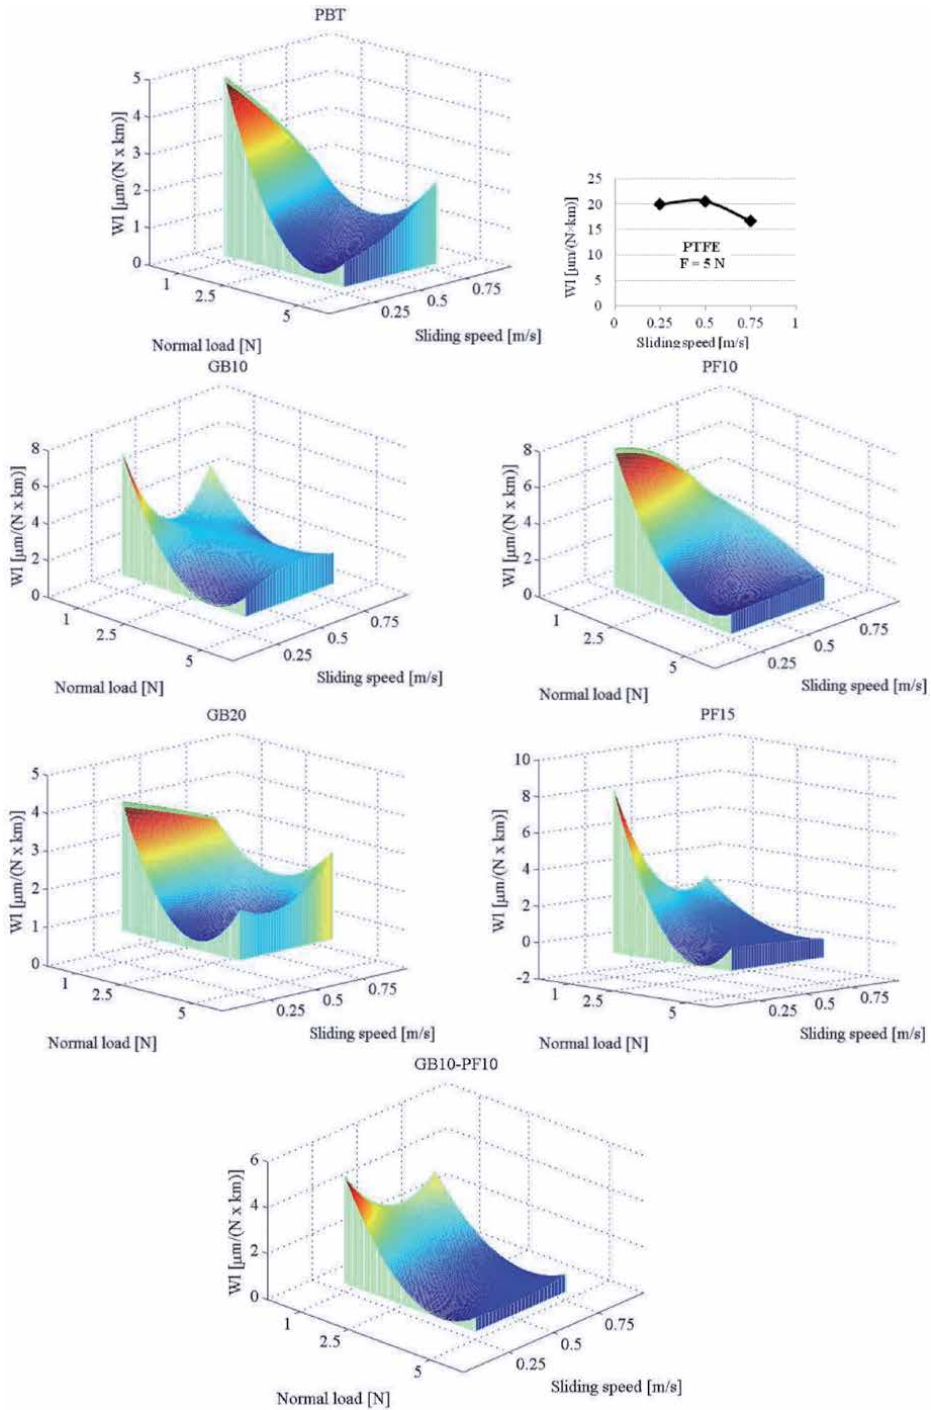 PBT
WI [μm/(N x km)]
5
4
3
2
1
0
1
2.5
5
0.25
0.5
0.75
Normal load [N]
Sliding speed [m/s]
WI [μm/(N×km)]
25
20
15
10
5
0
PTFE
F = 5 N
0
0.25
0.5
0.75
1
Sliding speed [m/s]
GB10
WI [μm/(N x km)]
8
6
4
2
0
1
2.5
5
0.25
0.5
0.75
Normal load [N]
Sliding speed [m/s]
PF10
WI [μm/(N x km)]
8
6
4
2
0
1
2.5
5
0.25
0.5
0.75
Normal load [N]
Sliding speed [m/s]
GB20
WI [μm/(N x km)]
5
4
3
2
1
0
1
2.5
5
0.25
0.5
0.75
Normal load [N]
Sliding speed [m/s]
PF15
WI [μm/(N x km)]
10
8
6
4
2
0
-2
1
2.5
5
0.25
0.5
0.75
Normal load [N]
Sliding speed [m/s]
GB10-PF10
WI [μm/(N x km)]
6
4
2
0
1
2.5
5
0.25
0.5
0.75
Normal load [N]
Sliding speed [m/s]